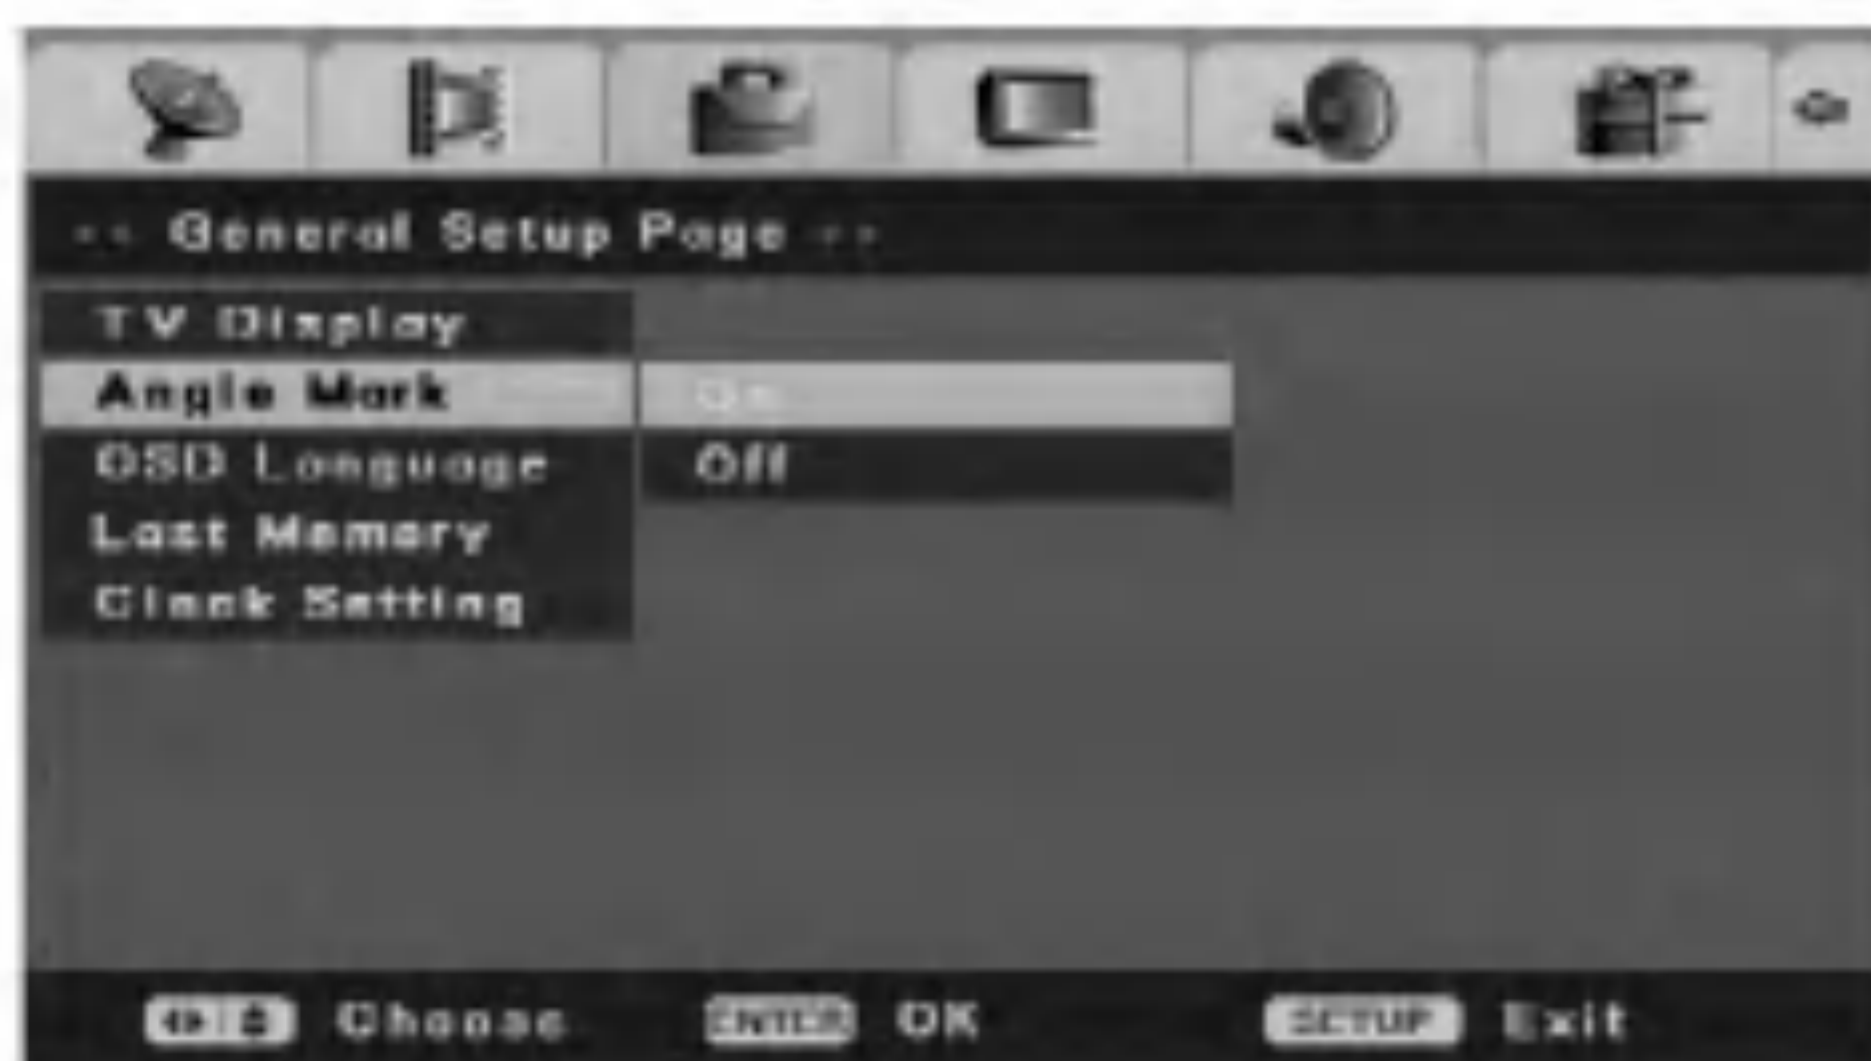 -- General Setup Page --
TV Display
Angle Mark On
OSD Language Off
Last Memory
Clock Setting
Choose ENTER OK SETUP Exit